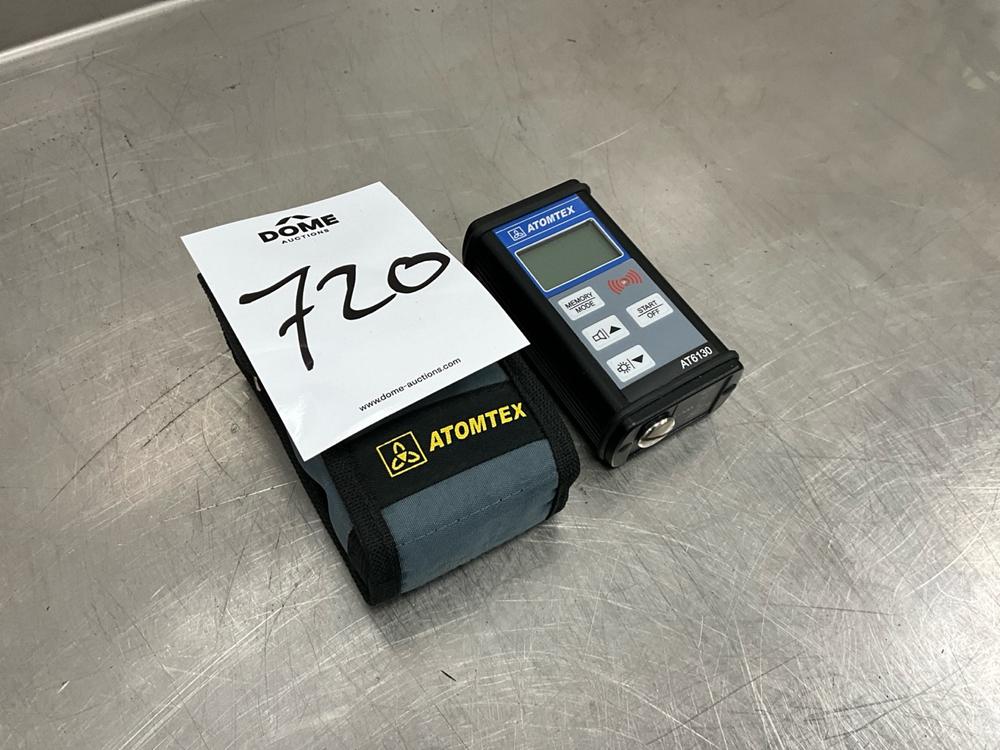 DOME
AUCTIONS
720
www.dome-auctions.com
ATOMTEX
ATOMTEX
MEMORY
MODE
START
OFF
AT6130